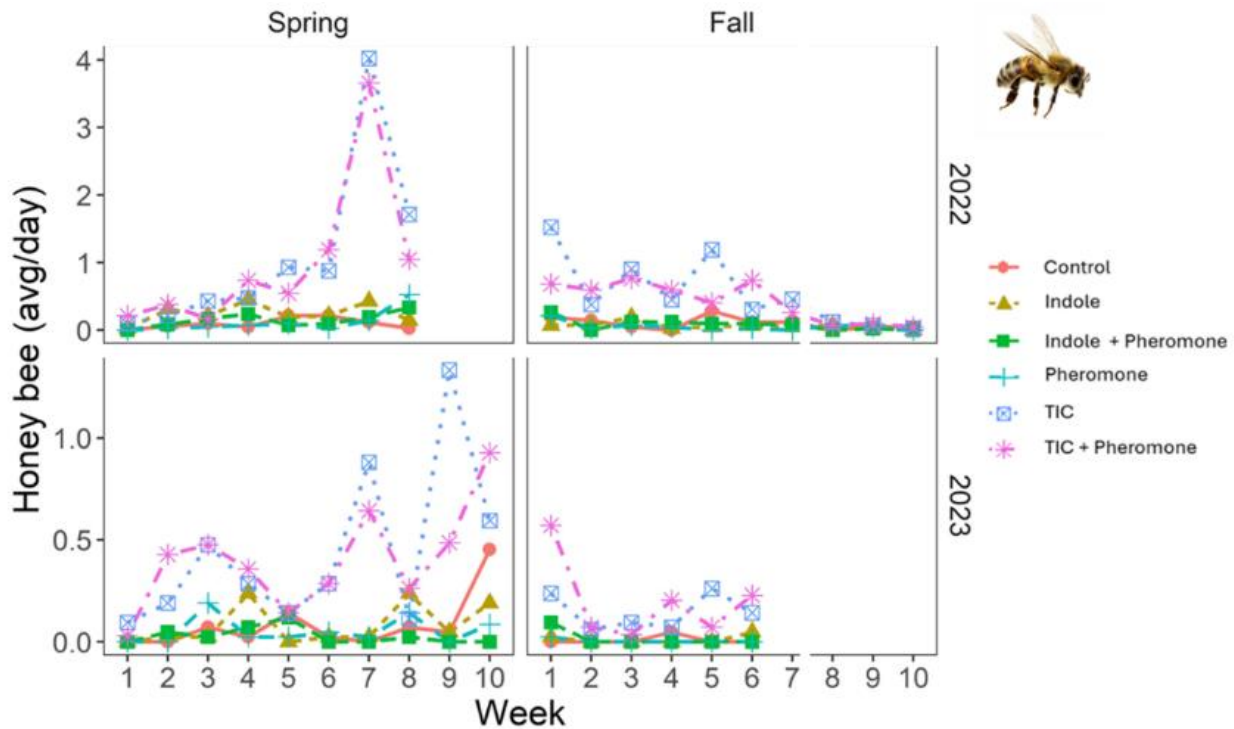 Spring Fall
Honey bee (avg/day)
4
3
2
1
0
2022
1.0
0.5
0.0
2023
1 2 3 4 5 6 7 8 9 10 1 2 3 4 5 6 7 8 9 10
Week
Control
Indole
Indole + Pheromone
Pheromone
TIC
TIC + Pheromone